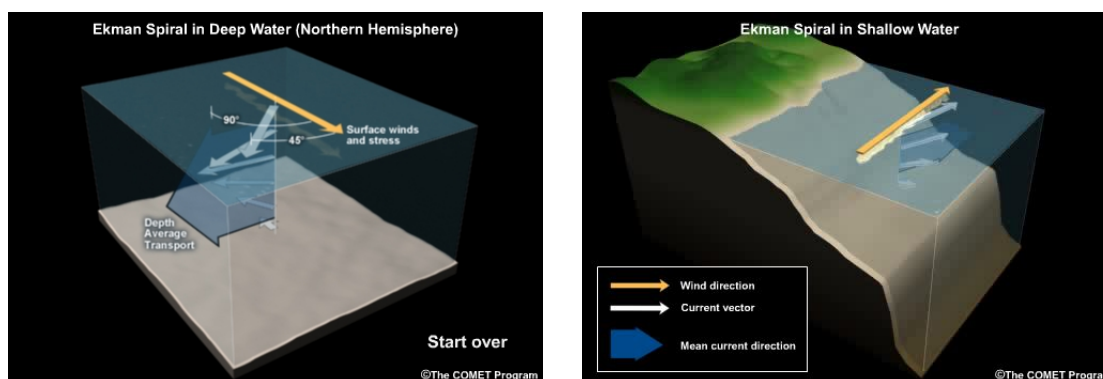 Ekman Spiral in Deep Water (Northern Hemisphere)
90°
45°
Surface winds
and stress
Depth
Average
Transport
Start over
©The COMET Program
Ekman Spiral in Shallow Water
Wind direction
Current vector
Mean current direction
©The COMET Program